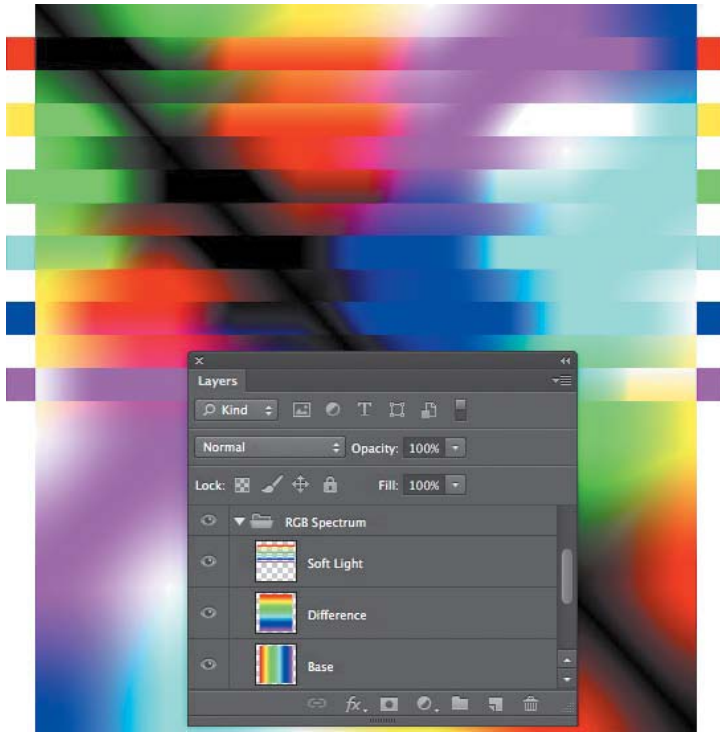 Layers
Kind
Normal Opacity: 100%
Lock: Fill: 100%
RGB Spectrum
Soft Light
Difference
Base
fx.